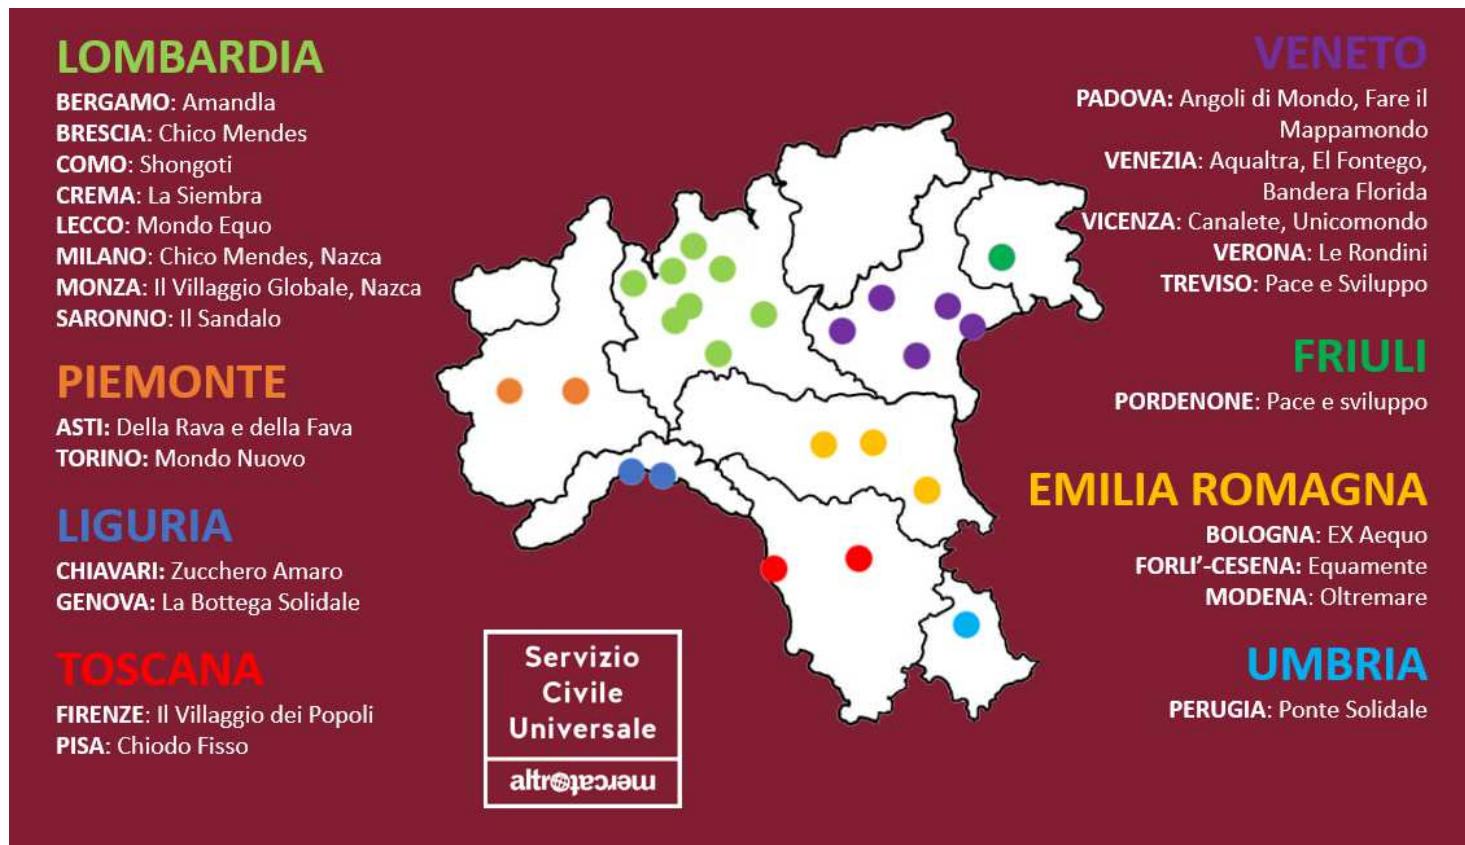 LOMBARDIA
BERGAMO: Amandla
BRESCIA: Chico Mendes
COMO: Shongoti
CREMA: La Siembra
LECCO: Mondo Equo
MILANO: Chico Mendes, Nazca
MONZA: Il Villaggio Globale, Nazca
SARONNO: Il Sandalo
PIEMONTE
ASTI: Della Rava e della Fava
TORINO: Mondo Nuovo
LIGURIA
CHIAVARI: Zucchero Amaro
GENOVA: La Bottega Solidale
TOSCANA
FIRENZE: Il Villaggio dei Popoli
PISA: Chiodo Fisso
Servizio
Civile
Universale
altromercato
VENETO
PADOVA: Angoli di Mondo, Fare il
Mappamondo
VENEZIA: Aqualtra, El Fontego,
Bandera Florida
VICENZA: Canalete, Unicomondo
VERONA: Le Rondini
TREVISO: Pace e Sviluppo
FRIULI
PORDENONE: Pace e sviluppo
EMILIA ROMAGNA
BOLOGNA: EX Aequo
FORLI’-CESENA: Equamente
MODENA: Oltremare
UMBRIA
PERUGIA: Ponte Solidale